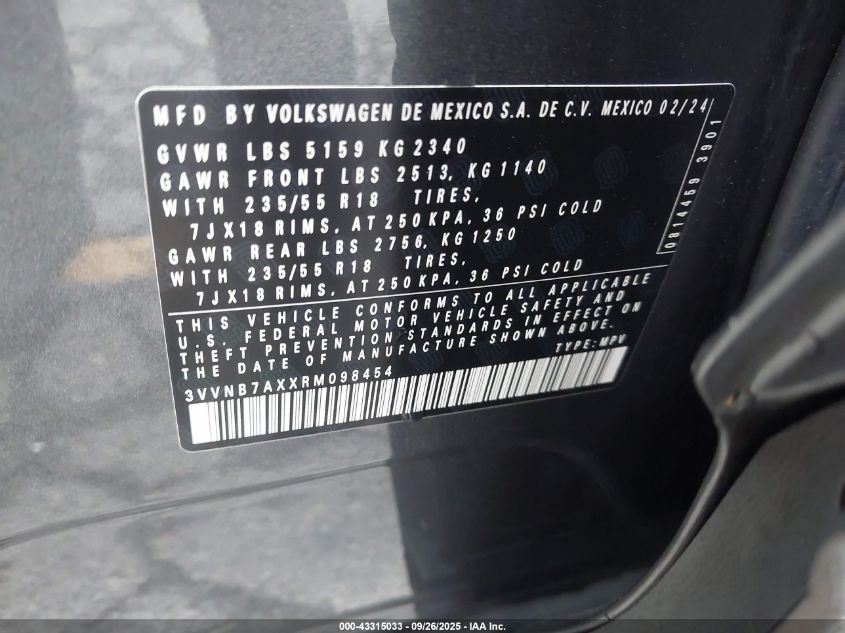 MFD BY VOLKSWAGEN DE MEXICO S.A. DE C.V. MEXICO 02/24
GVWR LBS 5159 KG 2340
GAWR FRONT LBS 2513, KG 1140
WITH 235/55 R18 TIRES,
7JX18 RIMS, AT 250 KPA, 36 PSI COLD
GAWR REAR LBS 2756, KG 1250
WITH 235/55 R18 TIRES,
7JX18 RIMS, AT 250 KPA, 36 PSI COLD
0814459 3901
THIS VEHICLE CONFORMS TO ALL APPLICABLE
U.S. FEDERAL MOTOR VEHICLE SAFETY AND
THEFT PREVENTION STANDARDS IN EFFECT ON
THE DATE OF MANUFACTURE SHOWN ABOVE.
3VVNB7AXXRM098454 TYPE: MPV
000-43315033 - 09/26/2025 - IAA Inc.